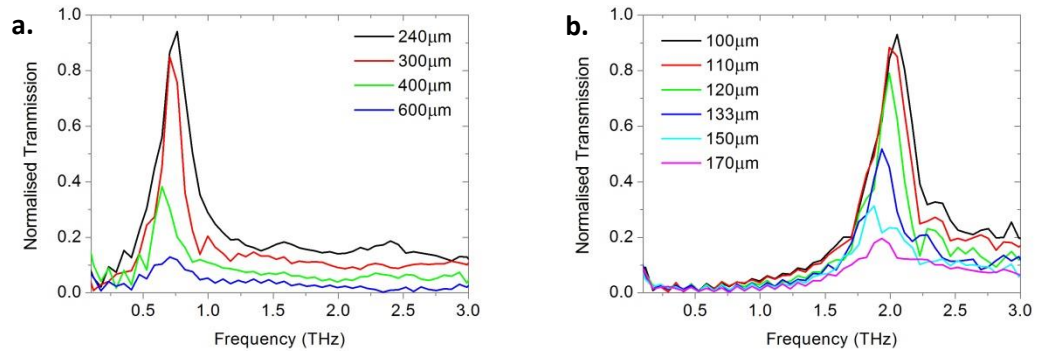 a.
1.0
0.8
0.6
0.4
0.2
0.0
Normalised Tranmission
240μm
300μm
400μm
600μm
0.5 1.0 1.5 2.0 2.5 3.0
Frequency (THz)
b.
1.0
0.8
0.6
0.4
0.2
0.0
Normalised Transmission
100μm
110μm
120μm
133μm
150μm
170μm
0.5 1.0 1.5 2.0 2.5 3.0
Frequency (THz)